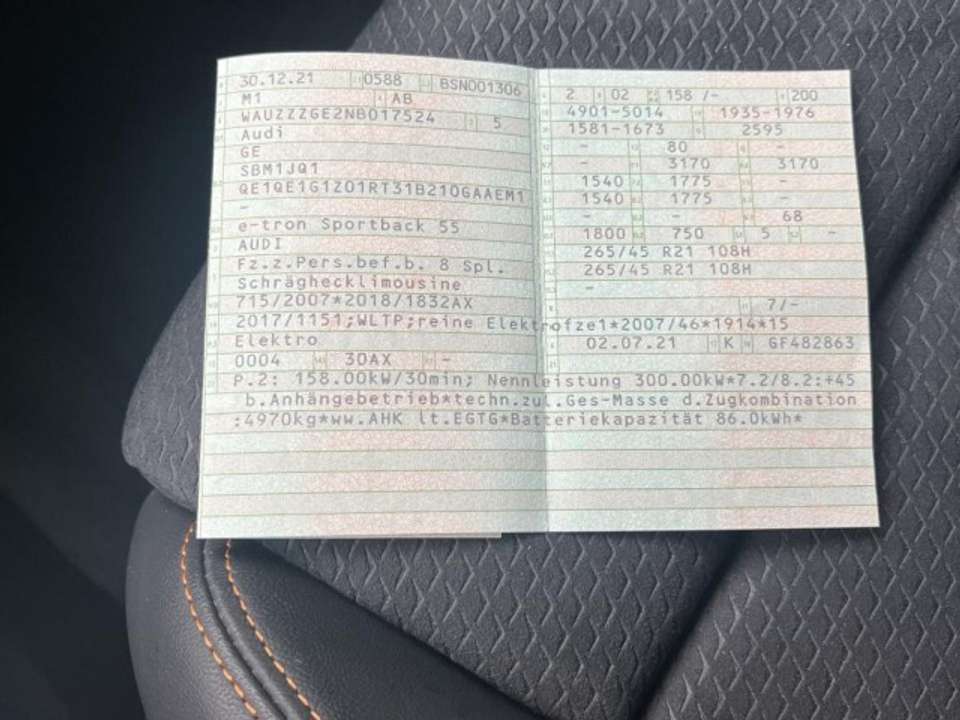 30.12.21 0588 BSN001306
M1 AB
WAUZZZGE2NB017524 5
Audi
GE
SBM1JQ1
QE1QE1G1Z01RT31B210GAAEM1
-
e-tron Sportback 55
AUDI
Fz.z.Pers.bef.b. 8 Spl.
Schräghecklimousine
715/2007*2018/1832AX
2017/1151;WLTP;reine Elektrofze1*2007/46*1914*15
Elektro
0004 30AX -
2 02 158 /- 200
4901-5014 1935-1976
1581-1673 2595
- 80 -
- 3170 3170
1540 1775 -
1540 1775 -
- - 68
1800 750 5 -
265/45 R21 108H
265/45 R21 108H
-
7/-
02.07.21 K GF482863
P.2: 158.00kW/30min; Nennleistung 300.00kW*7.2/8.2:+45
b.Anhängebetrieb*techn.zul.Ges-Masse d.Zugkombination
:4970kg*ww.AHK lt.EGTG*Batteriekapazität 86.0kWh*